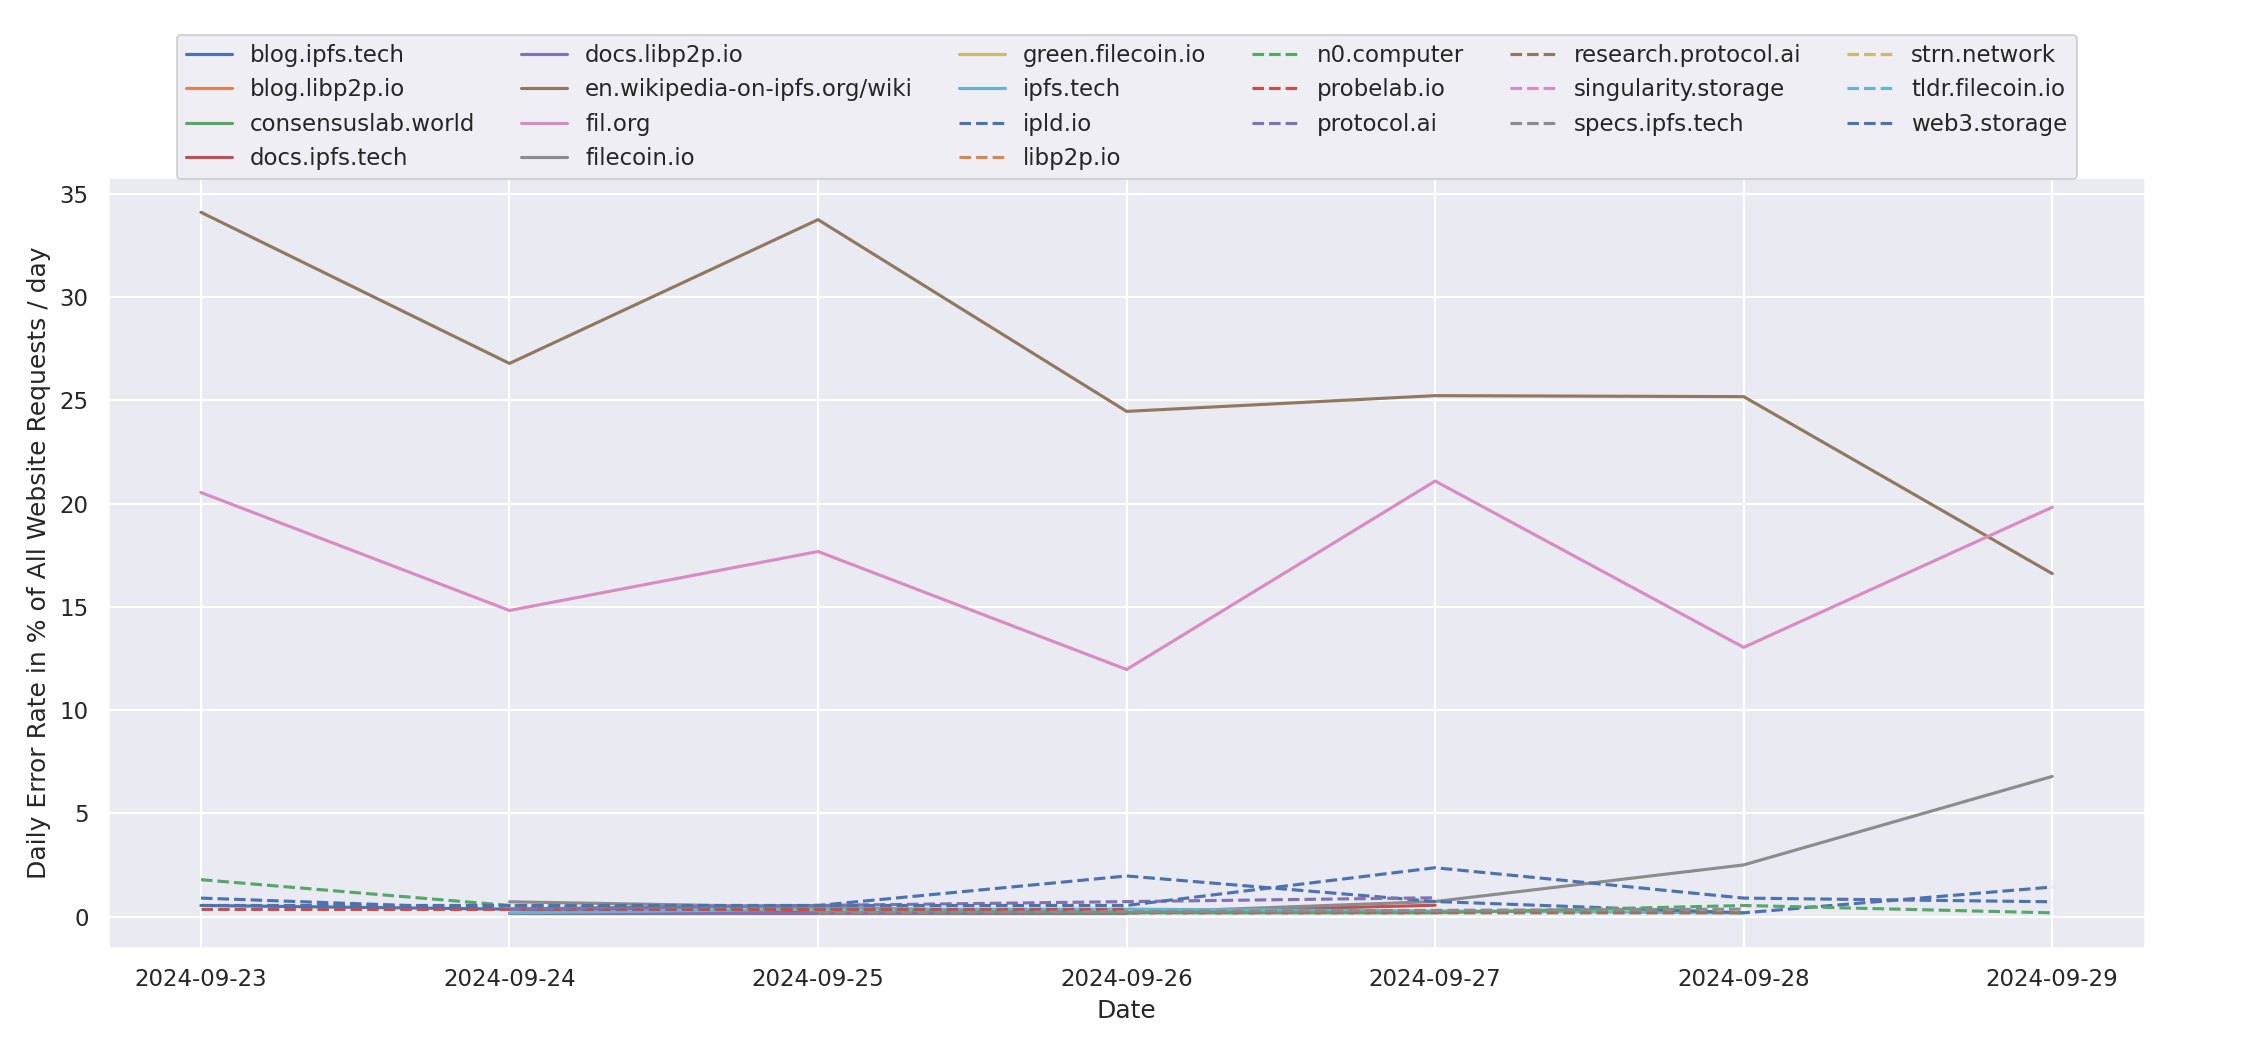 blog.ipfs.tech
blog.libp2p.io
consensuslab.world
docs.ipfs.tech
docs.libp2p.io
en.wikipedia-on-ipfs.org/wiki
fil.org
filecoin.io
green.filecoin.io
ipfs.tech
ipld.io
libp2p.io
n0.computer
probelab.io
protocol.ai
research.protocol.ai
singularity.storage
specs.ipfs.tech
strn.network
tldr.filecoin.io
web3.storage
Daily Error Rate in % of All Website Requests / day
35
30
25
20
15
10
5
0
2024-09-23
2024-09-24
2024-09-25
2024-09-26
2024-09-27
2024-09-28
2024-09-29
Date